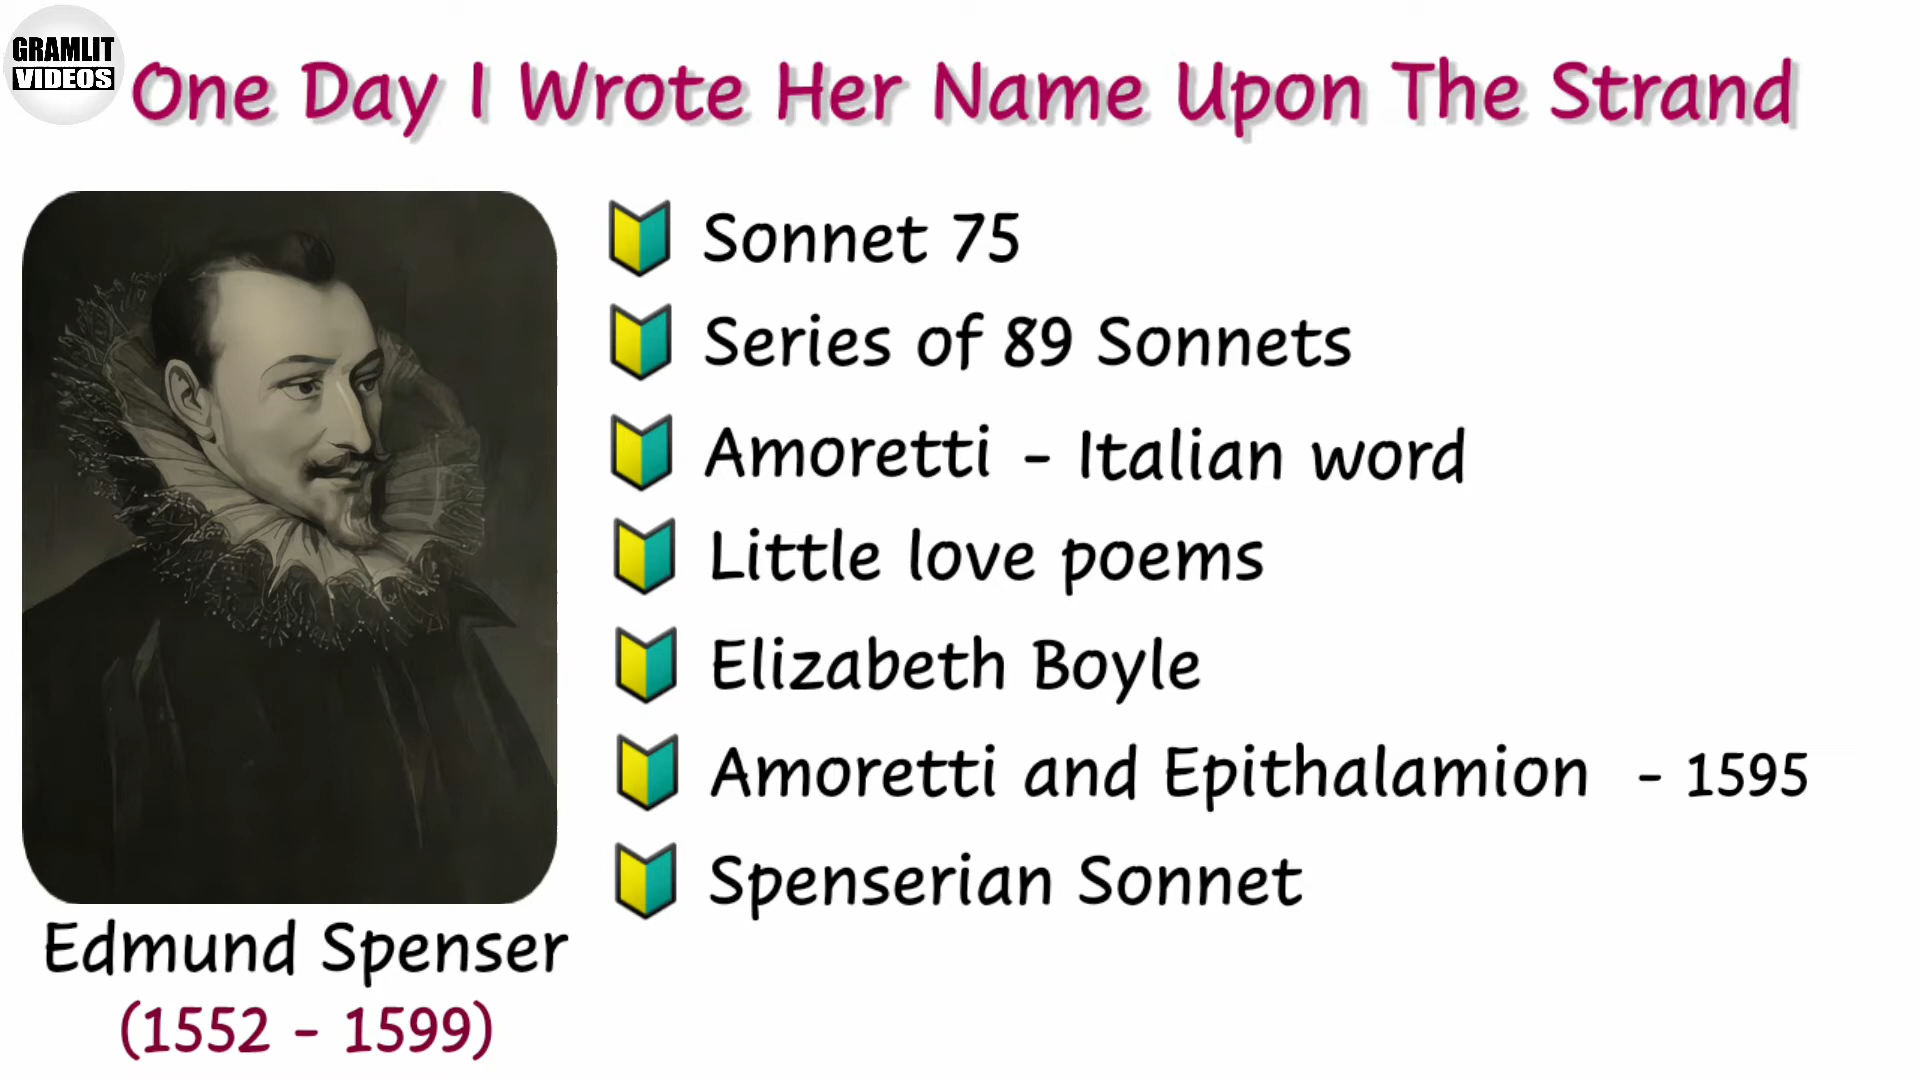 GRAMLIT
VIDEOS
One Day I Wrote Her Name Upon The Strand
Sonnet 75
Series of 89 Sonnets
Amoretti - Italian word
Little love poems
Elizabeth Boyle
Amoretti and Epithalamion - 1595
Spenserian Sonnet
Edmund Spenser
(1552 - 1599)